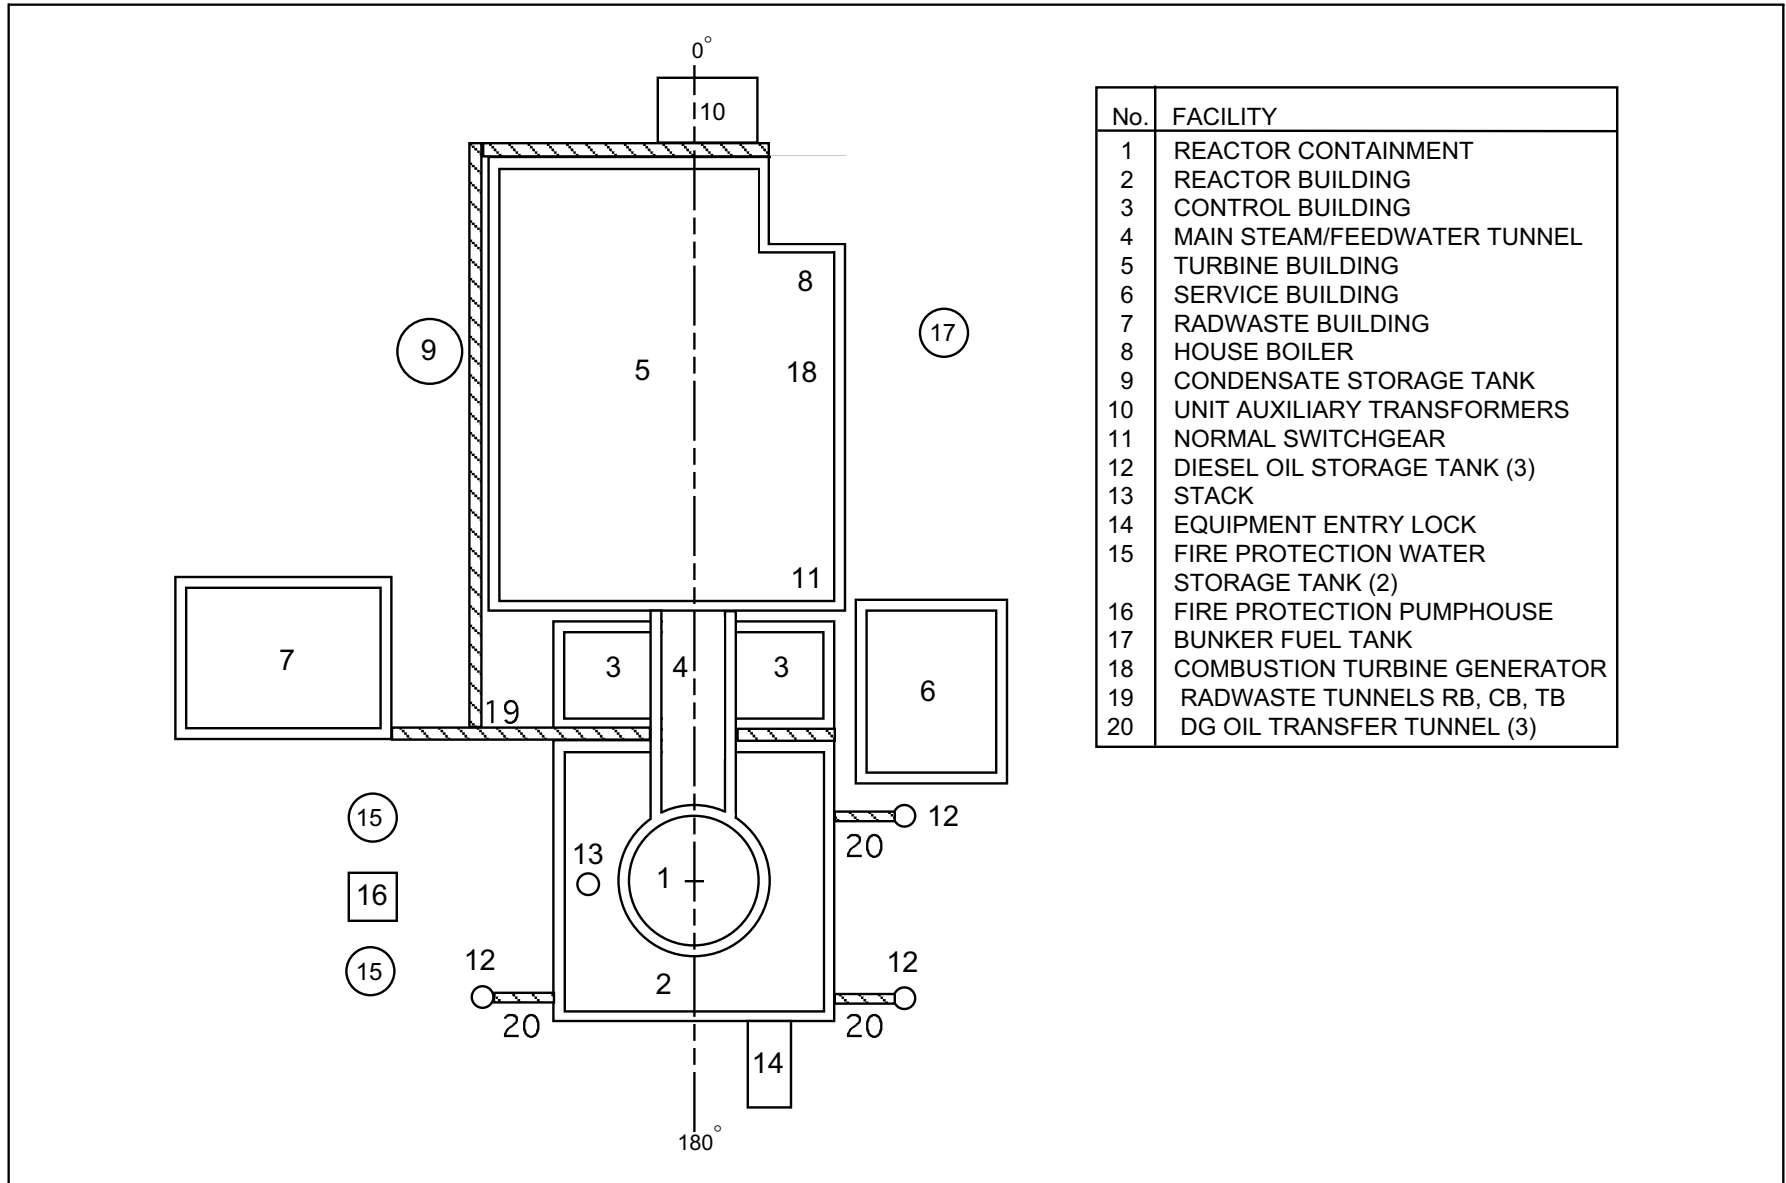 0°
10
8
17
9
5
18
11
7
3
4
3
6
19
15
12
20
13
1
16
15
12
12
2
20
20
14
180°
No. FACILITY
1 REACTOR CONTAINMENT
2 REACTOR BUILDING
3 CONTROL BUILDING
4 MAIN STEAM/FEEDWATER TUNNEL
5 TURBINE BUILDING
6 SERVICE BUILDING
7 RADWASTE BUILDING
8 HOUSE BOILER
9 CONDENSATE STORAGE TANK
10 UNIT AUXILIARY TRANSFORMERS
11 NORMAL SWITCHGEAR
12 DIESEL OIL STORAGE TANK (3)
13 STACK
14 EQUIPMENT ENTRY LOCK
15 FIRE PROTECTION WATER
STORAGE TANK (2)
16 FIRE PROTECTION PUMPHOUSE
17 BUNKER FUEL TANK
18 COMBUSTION TURBINE GENERATOR
19 RADWASTE TUNNELS RB, CB, TB
20 DG OIL TRANSFER TUNNEL (3)